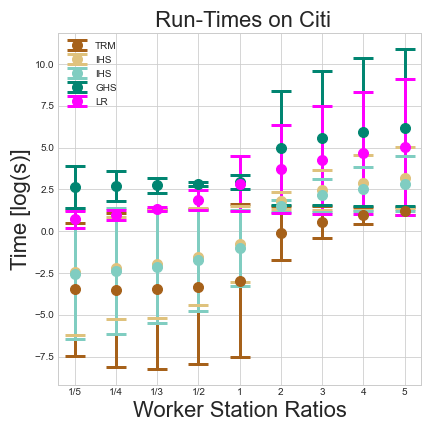 Run-Times on Citi
TRM
IHS
IHS
GHS
LR
Time [log(s)]
10.0
7.5
5.0
2.5
0.0
−2.5
−5.0
−7.5
1/5 1/4 1/3 1/2 1 2 3 4 5
Worker Station Ratios